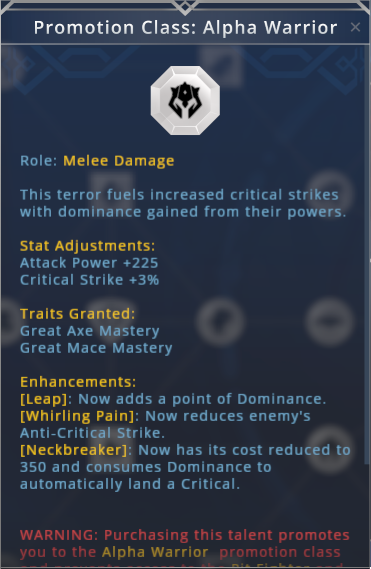 Promotion Class: Alpha Warrior ×
Role: Melee Damage
This terror fuels increased critical strikes
with dominance gained from their powers.
Stat Adjustments:
Attack Power +225
Critical Strike +3%
Traits Granted:
Great Axe Mastery
Great Mace Mastery
Enhancements:
[Leap]: Now adds a point of Dominance.
[Whirling Pain]: Now reduces enemy's
Anti-Critical Strike.
[Neckbreaker]: Now has its cost reduced to
350 and consumes Dominance to
automatically land a Critical.
WARNING: Purchasing this talent promotes
you to the Alpha Warrior promotion class